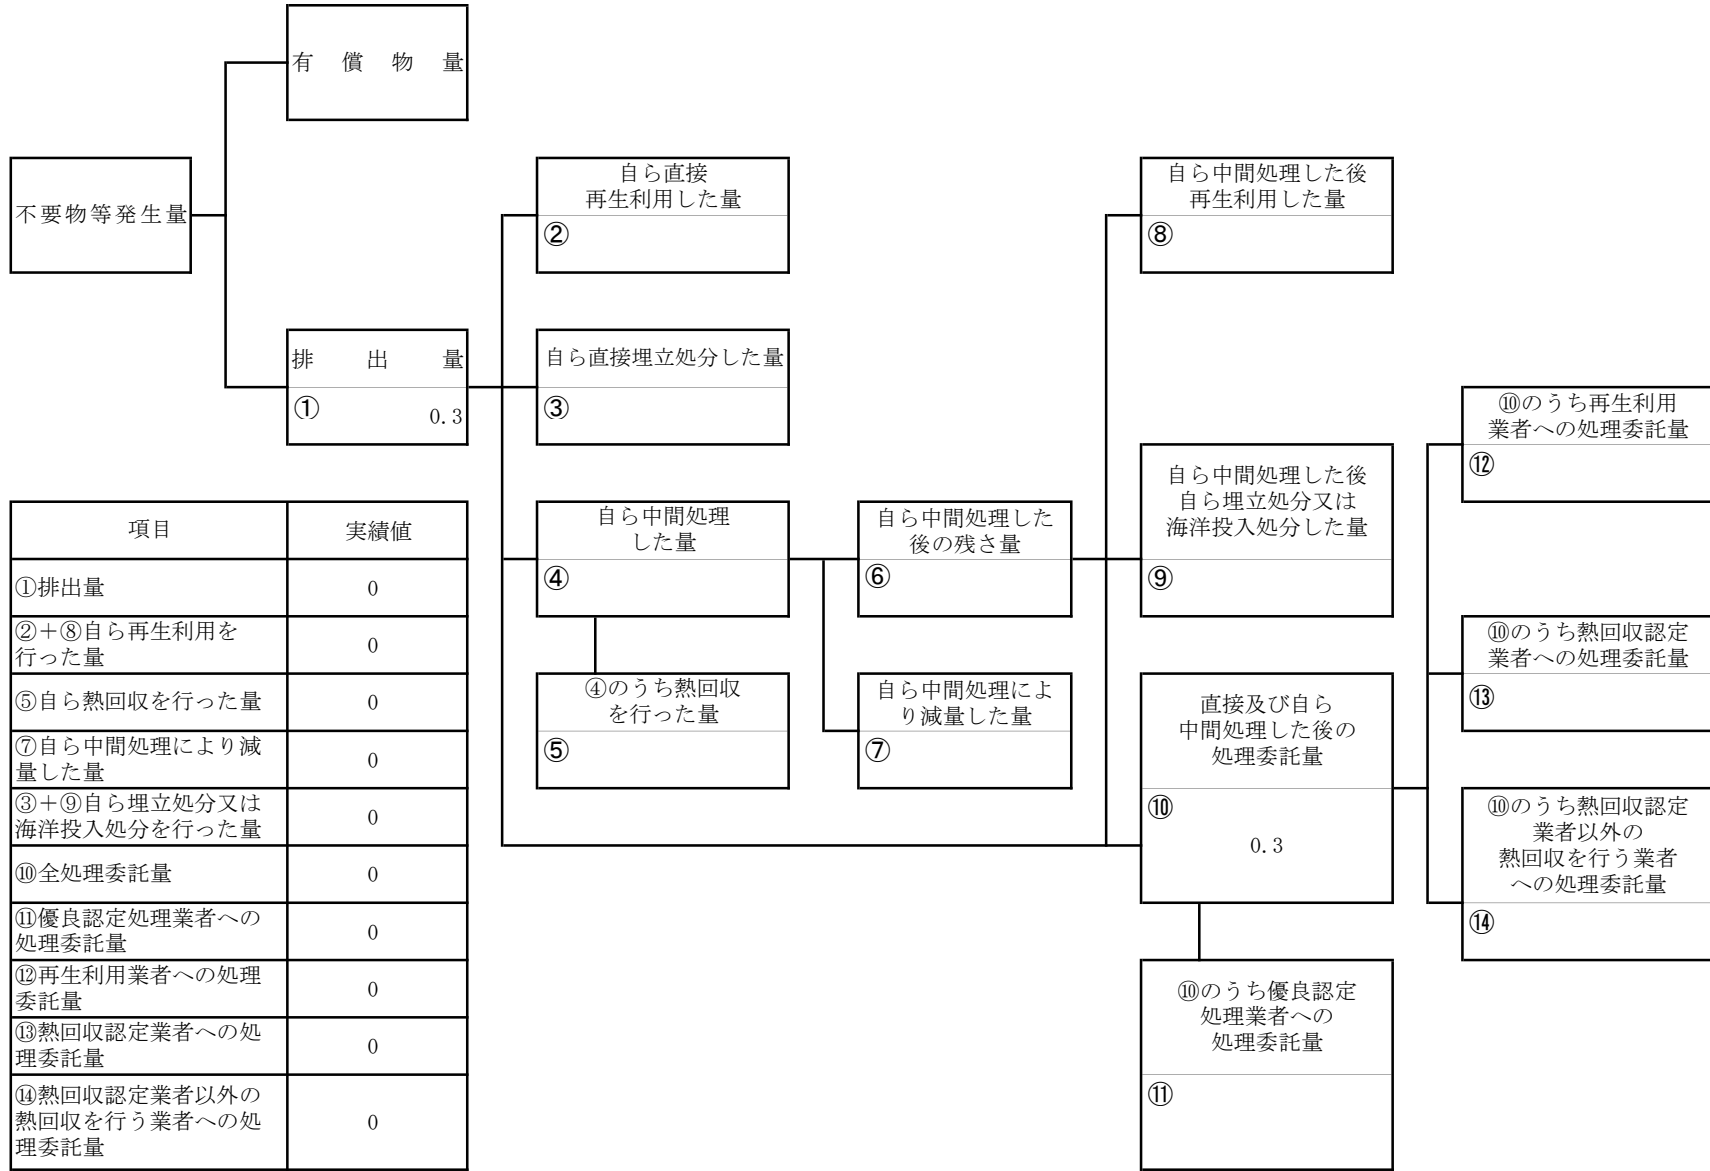 有償物量
不要物等発生量
排出量
①
0.3
自ら直接
再生利用した量
②
自ら直接埋立処分した量
③
自ら中間処理
した量
④
④のうち熱回収
を行った量
⑤
自ら中間処理した
後の残さ量
⑥
自ら中間処理によ
り減量した量
⑦
自ら中間処理した後
再生利用した量
⑧
自ら中間処理した後
自ら埋立処分又は
海洋投入処分した量
⑨
直接及び自ら
中間処理した後の
処理委託量
⑩
0.3
⑩のうち優良認定
処理業者への
処理委託量
⑪
⑩のうち再生利用
業者への処理委託量
⑫
⑩のうち熱回収認定
業者への処理委託量
⑬
⑩のうち熱回収認定
業者以外の
熱回収を行う業者
への処理委託量
⑭
項目 実績値
①排出量 0
②＋⑧自ら再生利用を
行った量 0
⑤自ら熱回収を行った量 0
⑦自ら中間処理により減
量した量 0
③＋⑨自ら埋立処分又は
海洋投入処分を行った量 0
⑩全処理委託量 0
⑪優良認定処理業者への
処理委託量 0
⑫再生利用業者への処理
委託量 0
⑬熱回収認定業者への処
理委託量 0
⑭熱回収認定業者以外の
熱回収を行う業者への処
理委託量 0